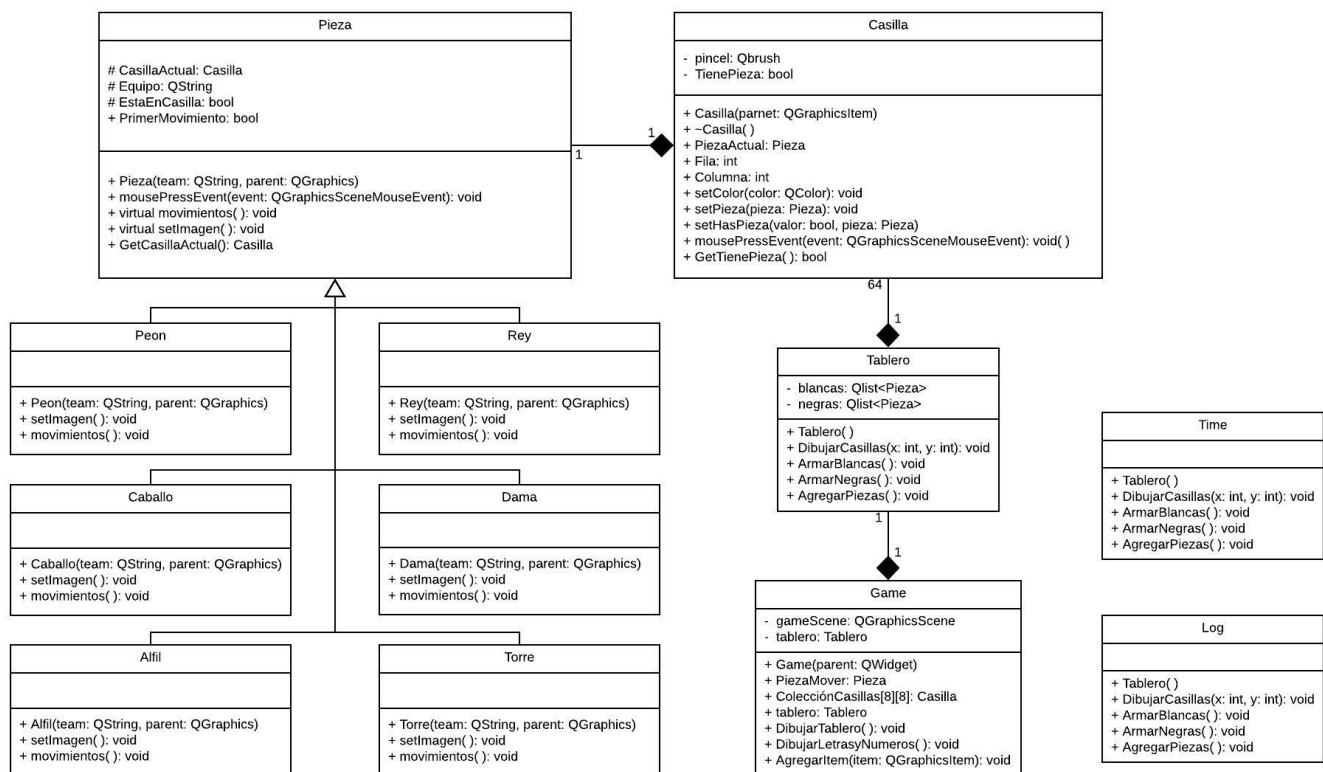 Pieza
# CasillaActual: Casilla
# Equipo: QString
# EstaEnCasilla: bool
+ PrimerMovimiento: bool
+ Pieza(team: QString, parent: QGraphics)
+ mousePressEvent(event: QGraphicsSceneMouseEvent): void
+ virtual movimientos( ): void
+ virtual setImagen( ): void
+ GetCasillaActual(): Casilla
1
1
Casilla
- pincel: Qbrush
- TienePieza: bool
+ Casilla(parnet: QGraphicsItem)
+ ~Casilla( )
+ PiezaActual: Pieza
+ Fila: int
+ Columna: int
+ setColor(color: QColor): void
+ setPieza(pieza: Pieza): void
+ setHasPieza(valor: bool, pieza: Pieza)
+ mousePressEvent(event: QGraphicsSceneMouseEvent): void( )
+ GetTienePieza( ): bool
64
1
Peon
+ Peon(team: QString, parent: QGraphics)
+ setImagen( ): void
+ movimientos( ): void
Rey
+ Rey(team: QString, parent: QGraphics)
+ setImagen( ): void
+ movimientos( ): void
Caballo
+ Caballo(team: QString, parent: QGraphics)
+ setImagen( ): void
+ movimientos( ): void
Dama
+ Dama(team: QString, parent: QGraphics)
+ setImagen( ): void
+ movimientos( ): void
Alfil
+ Alfil(team: QString, parent: QGraphics)
+ setImagen( ): void
+ movimientos( ): void
Torre
+ Torre(team: QString, parent: QGraphics)
+ setImagen( ): void
+ movimientos( ): void
Tablero
- blancas: Qlist<Pieza>
- negras: Qlist<Pieza>
+ Tablero( )
+ DibujarCasillas(x: int, y: int): void
+ ArmarBlancas( ): void
+ ArmarNegras( ): void
+ AgregarPiezas( ): void
1
1
Game
- gameScene: QGraphicsScene
- tablero: Tablero
+ Game(parent: QWidget)
+ PiezaMover: Pieza
+ ColecciónCasillas[8][8]: Casilla
+ tablero: Tablero
+ DibujarTablero( ): void
+ DibujarLetrasyNumeros( ): void
+ AgregarItem(item: QGraphicsItem): void
Time
+ Tablero( )
+ DibujarCasillas(x: int, y: int): void
+ ArmarBlancas( ): void
+ ArmarNegras( ): void
+ AgregarPiezas( ): void
Log
+ Tablero( )
+ DibujarCasillas(x: int, y: int): void
+ ArmarBlancas( ): void
+ ArmarNegras( ): void
+ AgregarPiezas( ): void